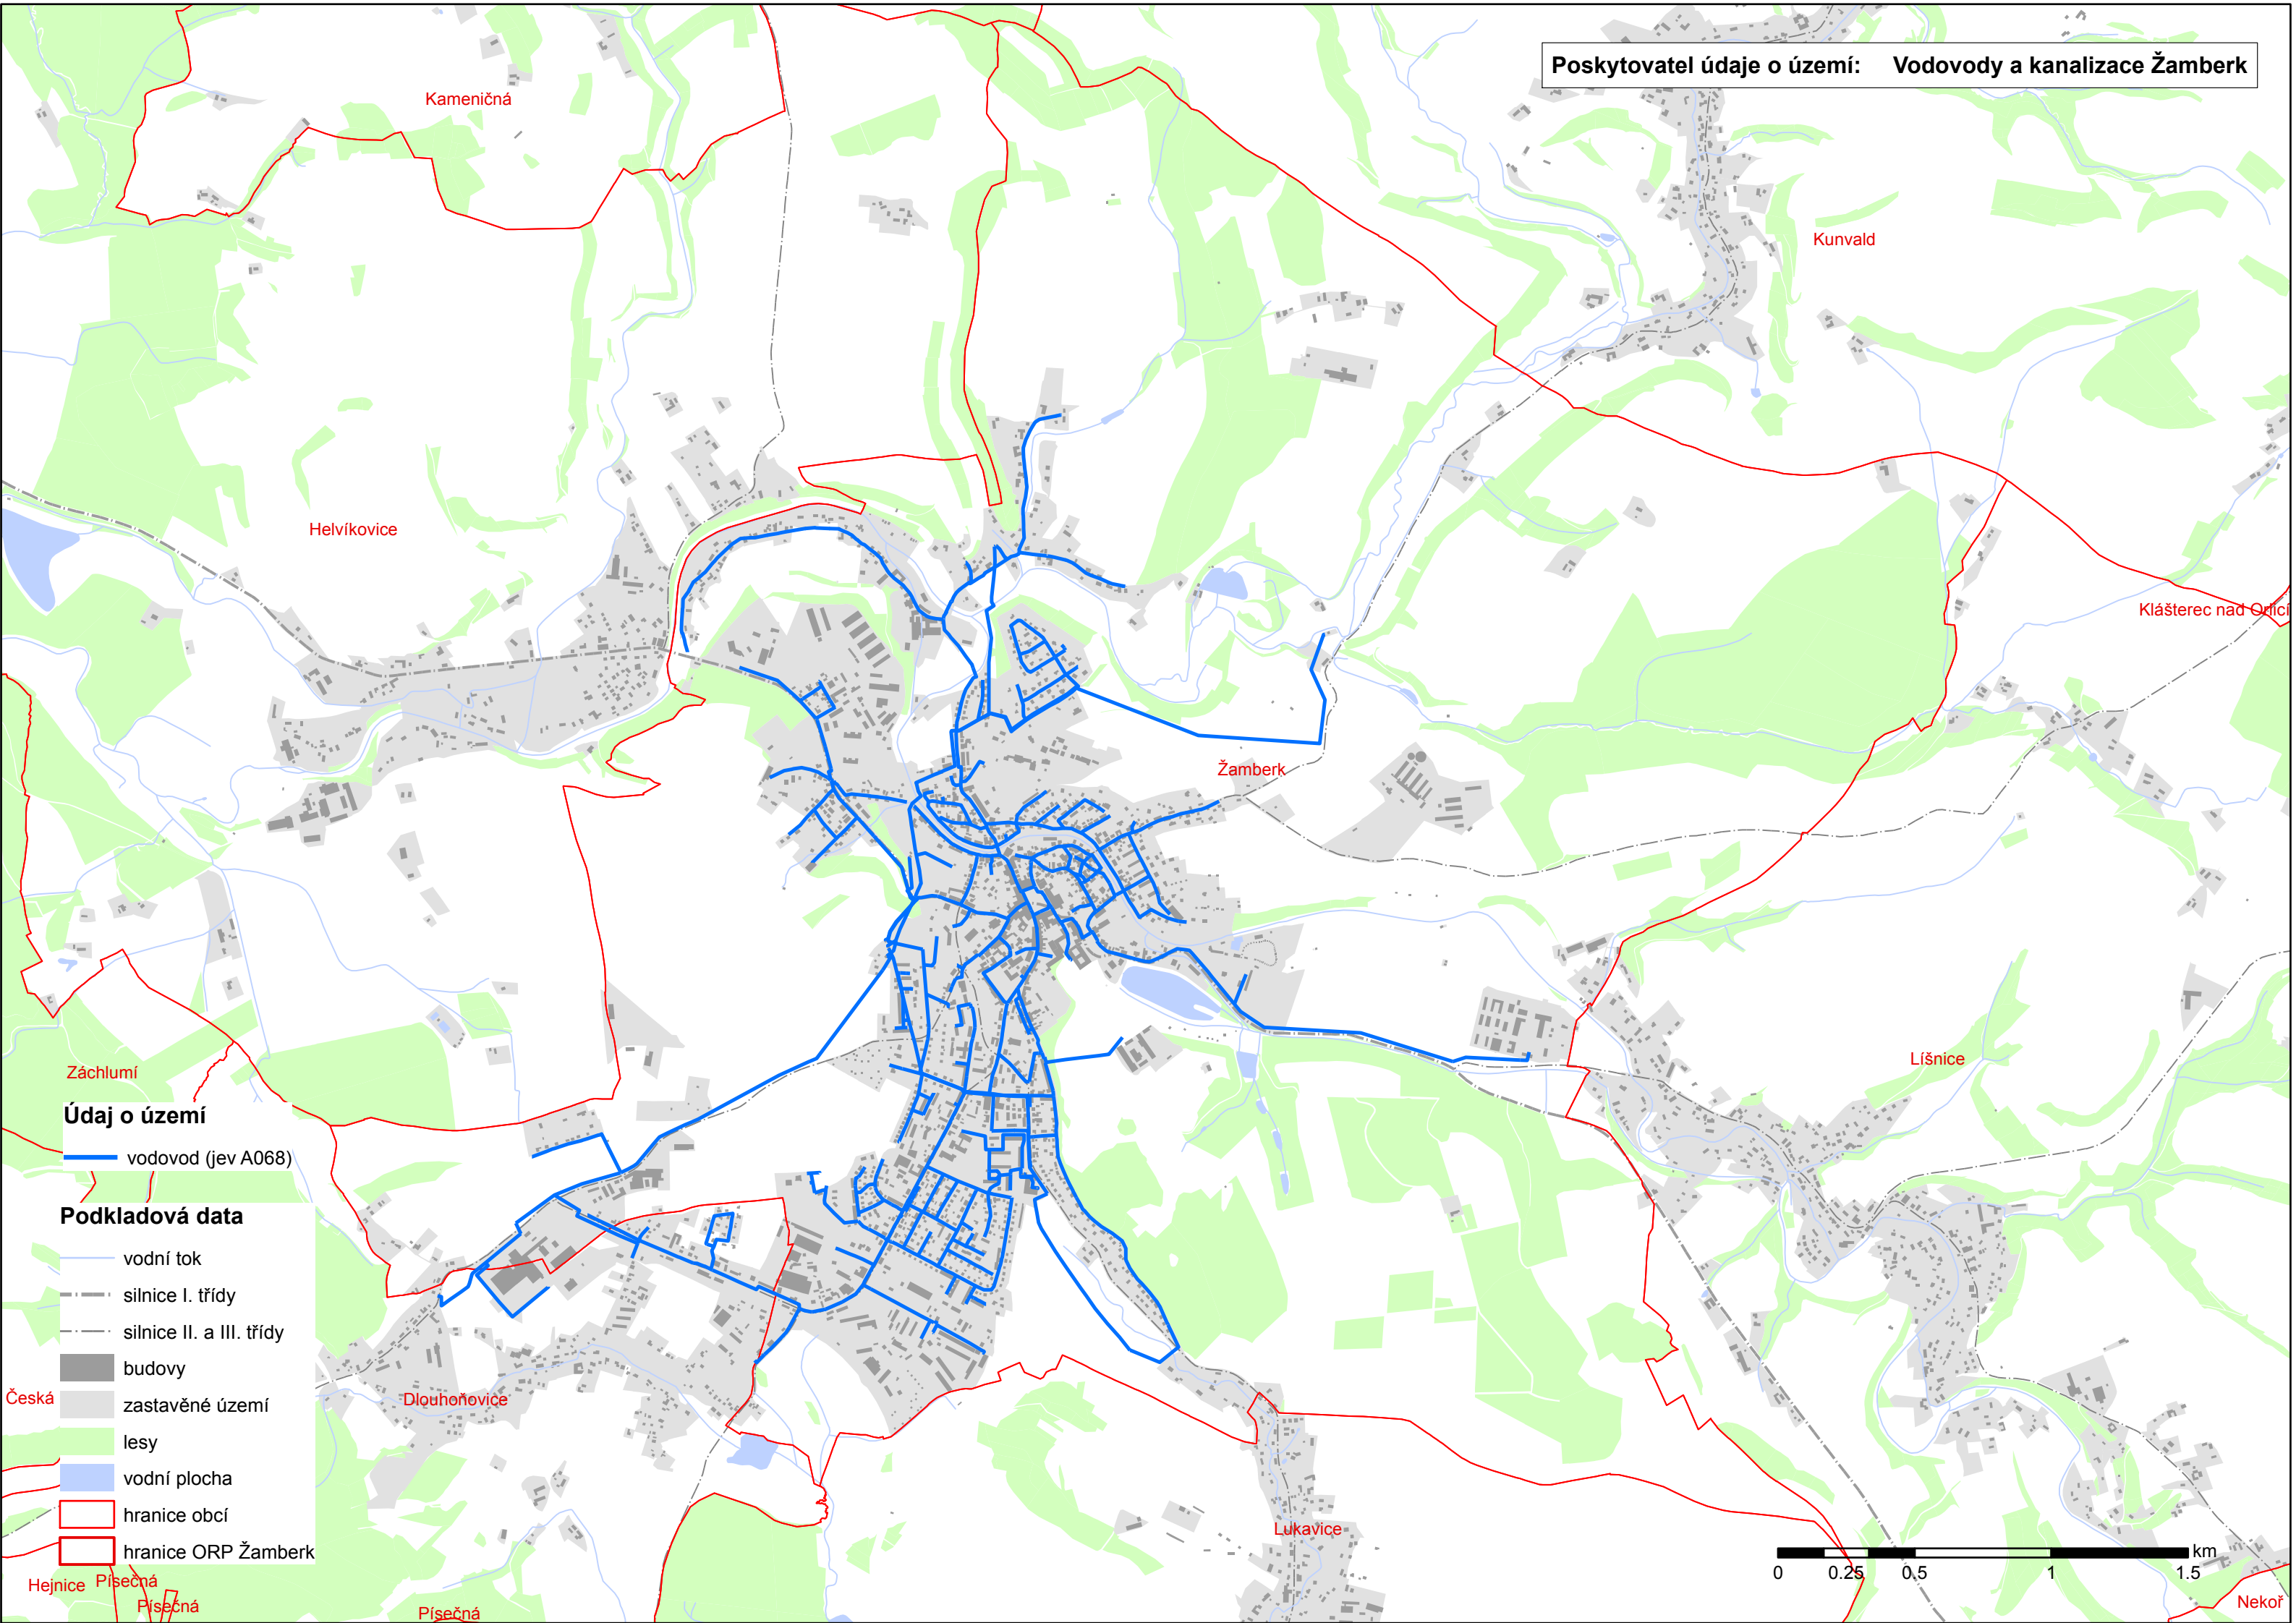 Poskytovatel údaje o území: Vodovody a kanalizace Žamberk
Kameničná
Kunvald
Helvíkovice
Klášterec nad Orlicí
Žamberk
Líšnice
Záchlumí
Údaj o území
vodovod (jev A068)
Podkladová data
vodní tok
silnice I. třídy
silnice II. a III. třídy
budovy
zastavěné území
lesy
vodní plocha
hranice obcí
hranice ORP Žamberk
Česká
Dlouhoňovice
Lukavice
km
0 0.25 0.5 1 1.5
Hejnice
Písečná
Písečná
Písečná
Nekoř